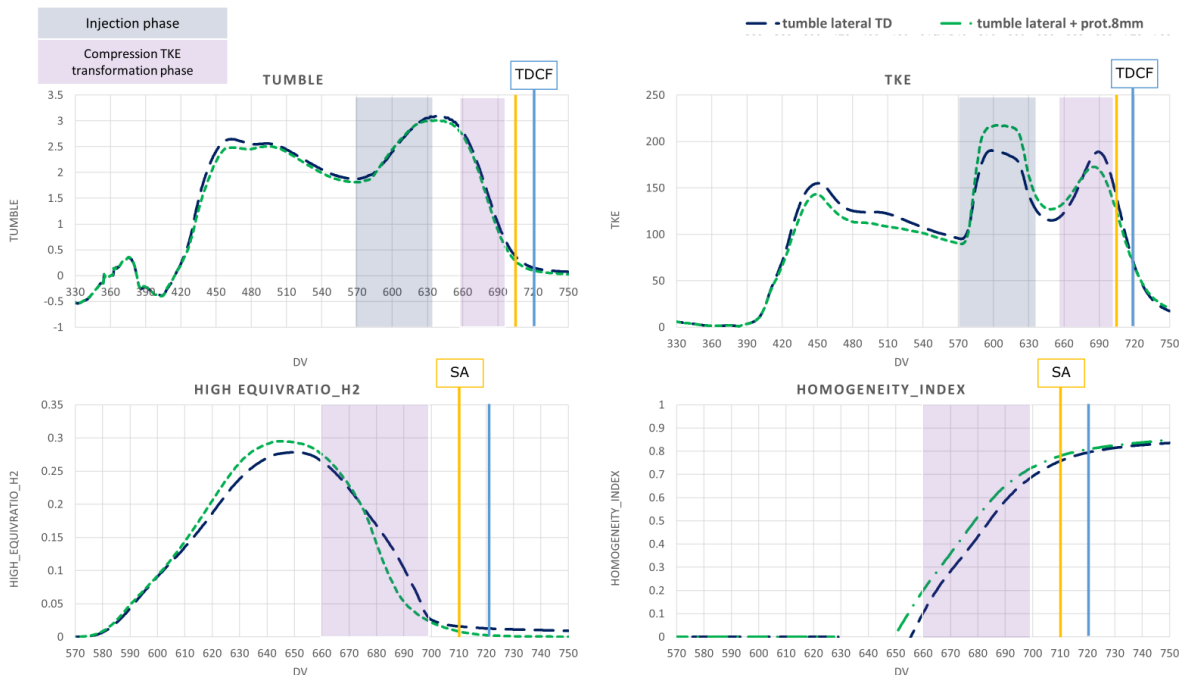 Injection phase
Compression TKE
transformation phase
tumble lateral TD
tumble lateral + prot.8mm
TUMBLE
TDCF
3.5
3
2.5
2
1.5
1
0.5
0
-0.5
-1
TUMBLE
330 360 390 420 450 480 510 540 570 600 630 660 690 720 750
DV
TKE
TDCF
250
200
150
100
50
0
TKE
330 360 390 420 450 480 510 540 570 600 630 660 690 720 750
DV
HIGH EQUIVRATIO_H2
SA
0.35
0.3
0.25
0.2
0.15
0.1
0.05
0
HIGH_EQUIVRATIO_H2
570 580 590 600 610 620 630 640 650 660 670 680 690 700 710 720 730 740 750
DV
HOMOGENEITY_INDEX
SA
1
0.9
0.8
0.7
0.6
0.5
0.4
0.3
0.2
0.1
0
HOMOGENEITY_INDEX
570 580 590 600 610 620 630 640 650 660 670 680 690 700 710 720 730 740 750
DV